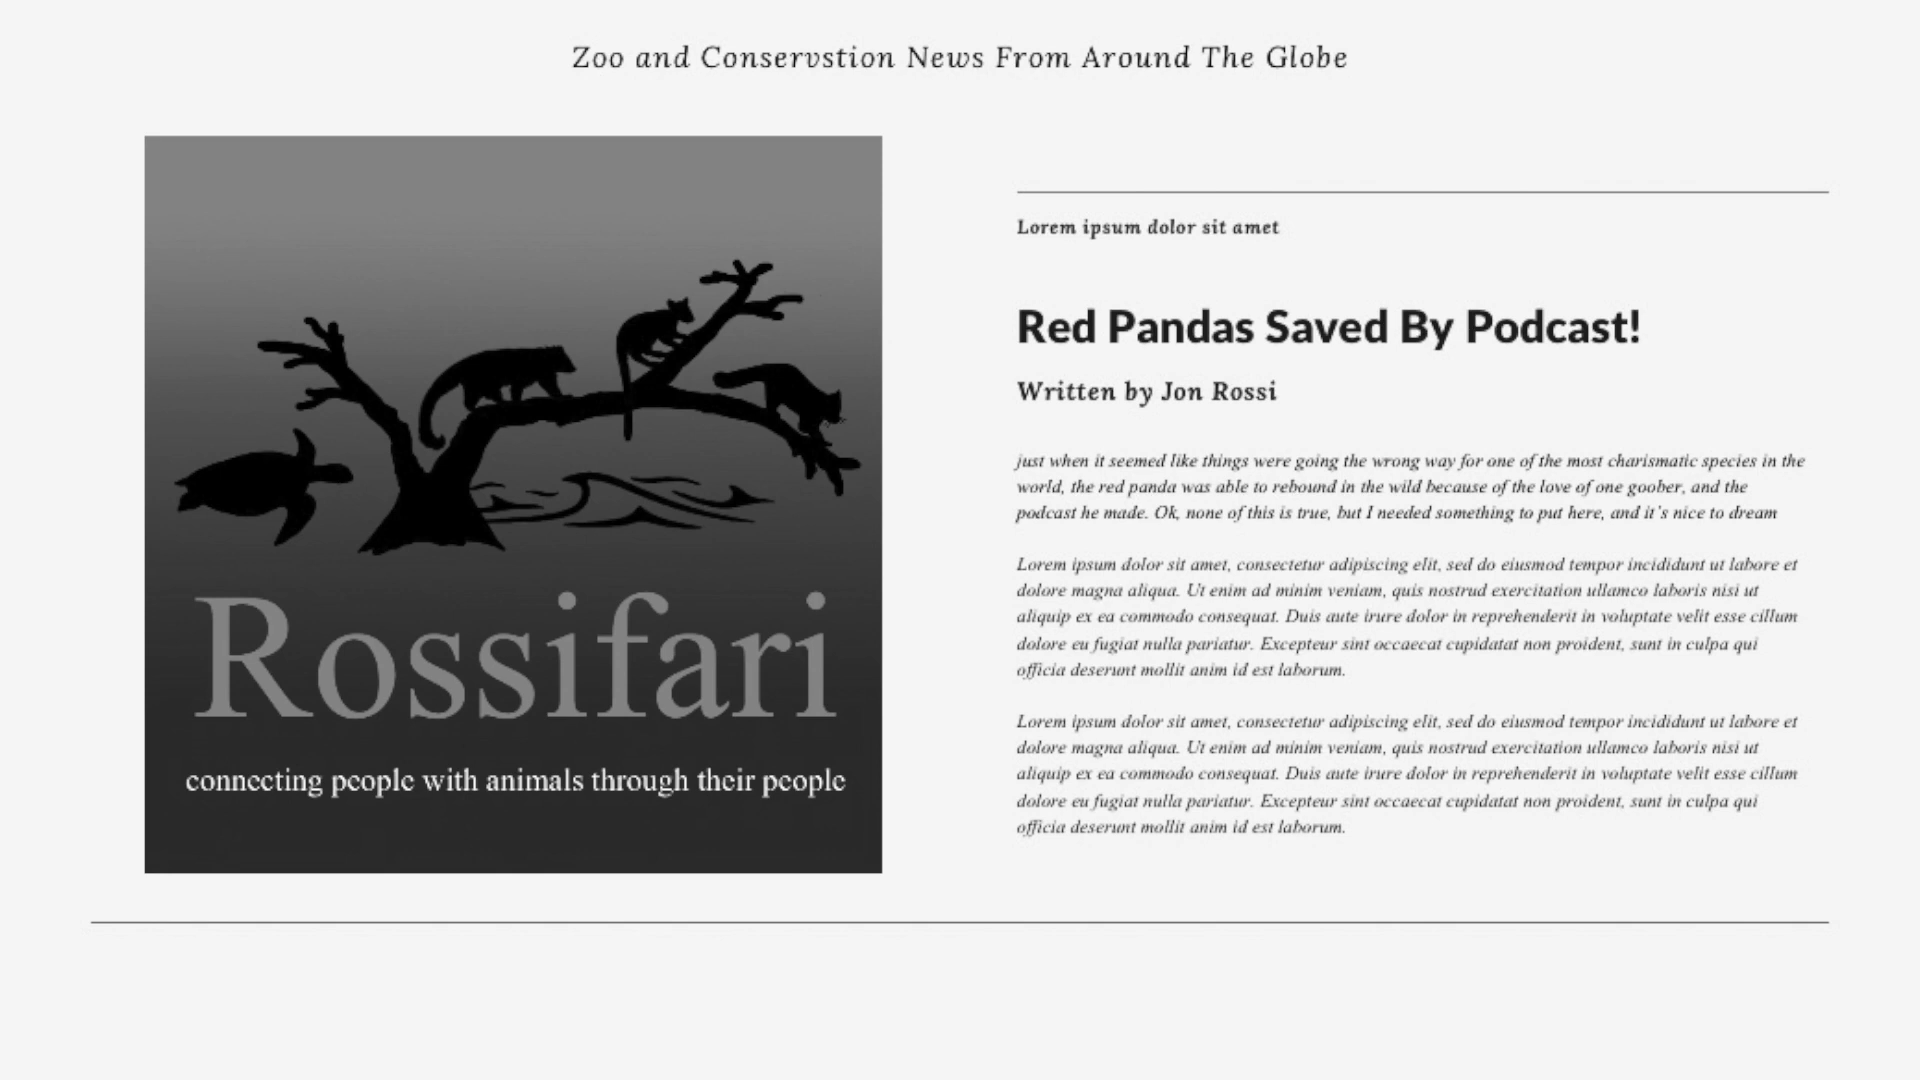 Zoo and Conservstion News From Around The Globe
Rossifari
connecting people with animals through their people
Lorem ipsum dolor sit amet
Red Pandas Saved By Podcast!
Written by Jon Rossi
just when it seemed like things were going the wrong way for one of the most charismatic species in the
world, the red panda was able to rebound in the wild because of the love of one goober, and the
podcast he made. Ok, none of this is true, but I needed something to put here, and it's nice to dream
Lorem ipsum dolor sit amet, consectetur adipiscing elit, sed do eiusmod tempor incididunt ut labore et
dolore magna aliqua. Ut enim ad minim veniam, quis nostrud exercitation ullamco laboris nisi ut
aliquip ex ea commodo consequat. Duis aute irure dolor in reprehenderit in voluptate velit esse cillum
dolore eu fugiat nulla pariatur. Excepteur sint occaecat cupidatat non proident, sunt in culpa qui
officia deserunt mollit anim id est laborum.
Lorem ipsum dolor sit amet, consectetur adipiscing elit, sed do eiusmod tempor incididunt ut labore et
dolore magna aliqua. Ut enim ad minim veniam, quis nostrud exercitation ullamco laboris nisi ut
aliquip ex ea commodo consequat. Duis aute irure dolor in reprehenderit in voluptate velit esse cillum
dolore eu fugiat nulla pariatur. Excepteur sint occaecat cupidatat non proident, sunt in culpa qui
officia deserunt mollit anim id est laborum.